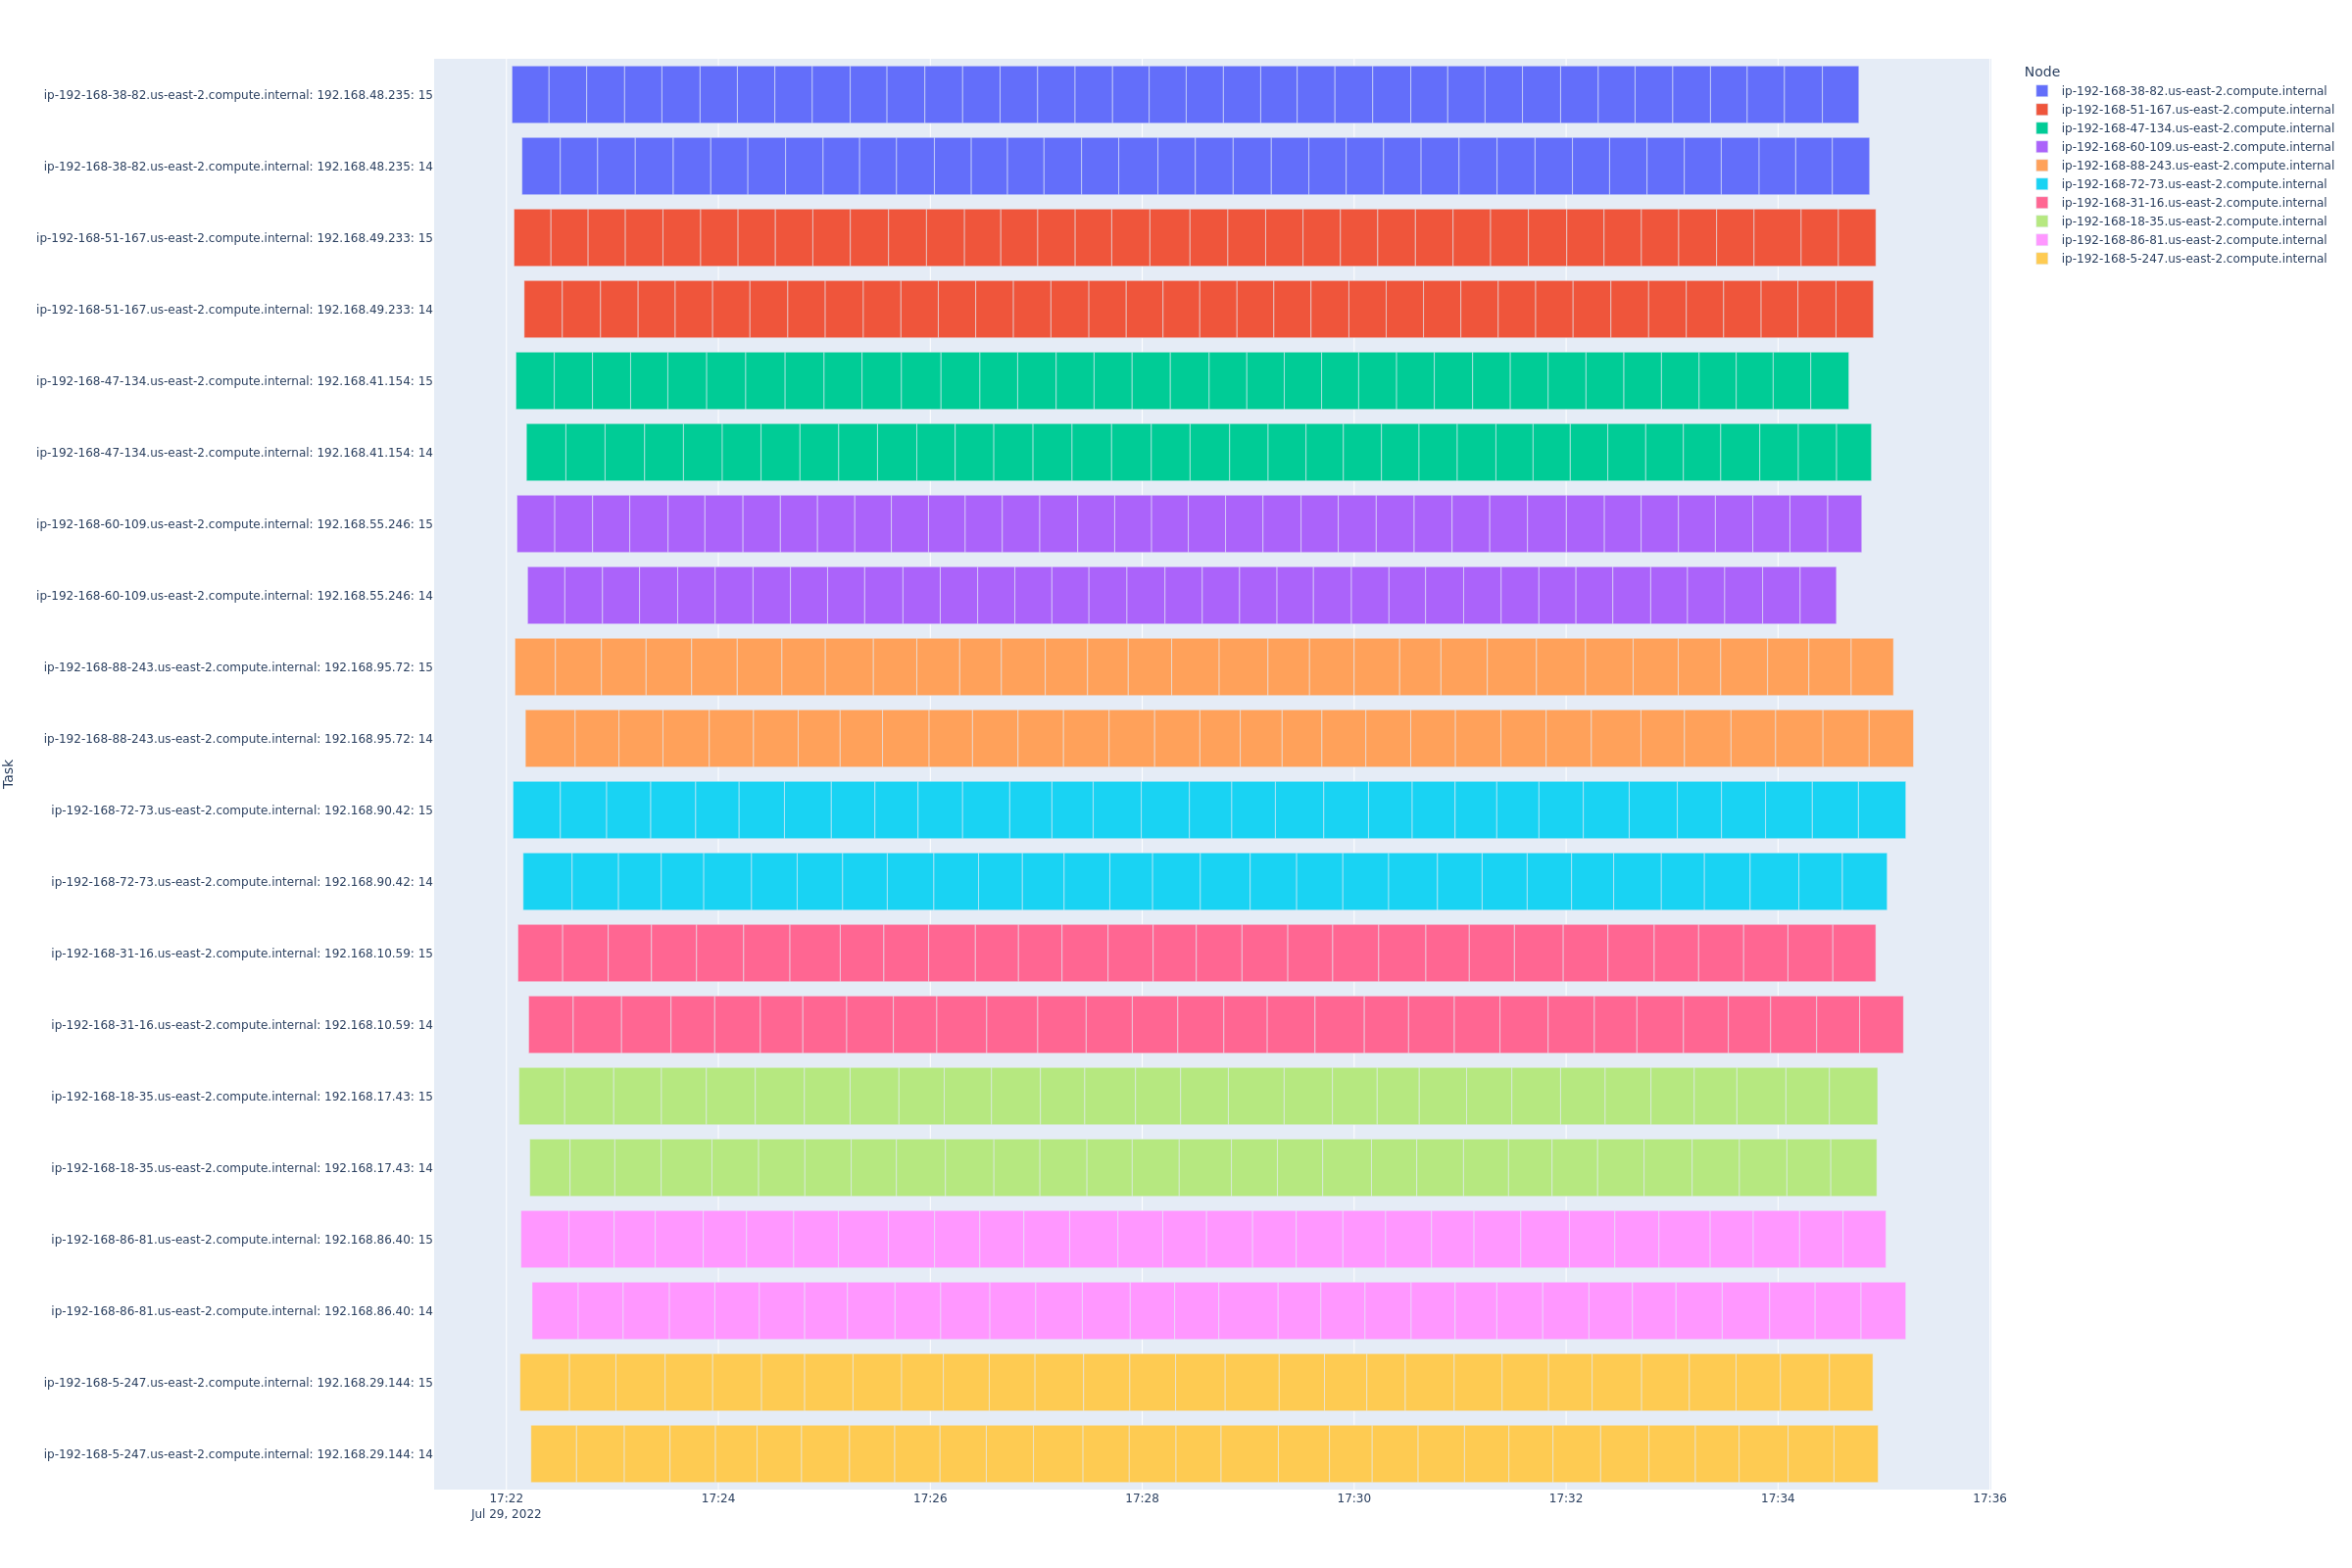 ip-192-168-38-82.us-east-2.compute.internal: 192.168.48.235: 15
ip-192-168-38-82.us-east-2.compute.internal: 192.168.48.235: 14
ip-192-168-51-167.us-east-2.compute.internal: 192.168.49.233: 15
ip-192-168-51-167.us-east-2.compute.internal: 192.168.49.233: 14
ip-192-168-47-134.us-east-2.compute.internal: 192.168.41.154: 15
ip-192-168-47-134.us-east-2.compute.internal: 192.168.41.154: 14
ip-192-168-60-109.us-east-2.compute.internal: 192.168.55.246: 15
ip-192-168-60-109.us-east-2.compute.internal: 192.168.55.246: 14
ip-192-168-88-243.us-east-2.compute.internal: 192.168.95.72: 15
ip-192-168-88-243.us-east-2.compute.internal: 192.168.95.72: 14
ip-192-168-72-73.us-east-2.compute.internal: 192.168.90.42: 15
ip-192-168-72-73.us-east-2.compute.internal: 192.168.90.42: 14
ip-192-168-31-16.us-east-2.compute.internal: 192.168.10.59: 15
ip-192-168-31-16.us-east-2.compute.internal: 192.168.10.59: 14
ip-192-168-18-35.us-east-2.compute.internal: 192.168.17.43: 15
ip-192-168-18-35.us-east-2.compute.internal: 192.168.17.43: 14
ip-192-168-86-81.us-east-2.compute.internal: 192.168.86.40: 15
ip-192-168-86-81.us-east-2.compute.internal: 192.168.86.40: 14
ip-192-168-5-247.us-east-2.compute.internal: 192.168.29.144: 15
ip-192-168-5-247.us-east-2.compute.internal: 192.168.29.144: 14
Task
17:22 17:24 17:26 17:28 17:30 17:32 17:34 17:36
Jul 29, 2022
Node
ip-192-168-38-82.us-east-2.compute.internal
ip-192-168-51-167.us-east-2.compute.internal
ip-192-168-47-134.us-east-2.compute.internal
ip-192-168-60-109.us-east-2.compute.internal
ip-192-168-88-243.us-east-2.compute.internal
ip-192-168-72-73.us-east-2.compute.internal
ip-192-168-31-16.us-east-2.compute.internal
ip-192-168-18-35.us-east-2.compute.internal
ip-192-168-86-81.us-east-2.compute.internal
ip-192-168-5-247.us-east-2.compute.internal